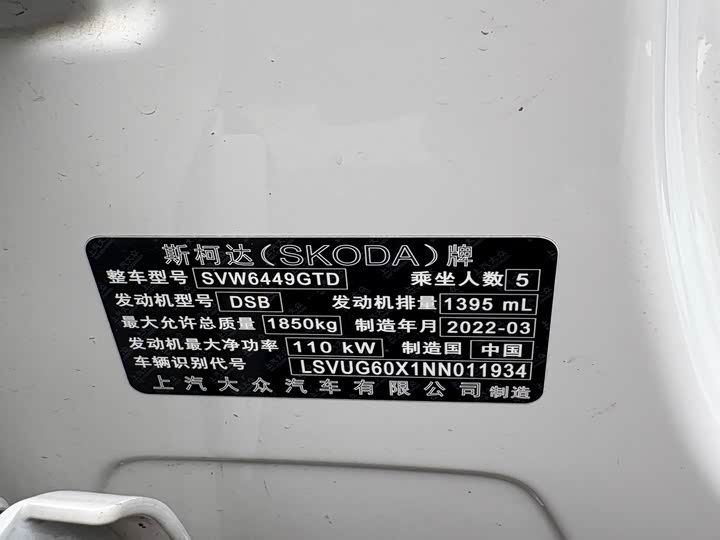 斯柯达(SKODA)牌
整车型号 SVW6449GTD 乘坐人数 5
发动机型号 DSB 发动机排量 1395 mL
最大允许总质量 1850kg 制造年月 2022-03
发动机最大净功率 110 kW 制造国 中国
车辆识别代号 LSVUG60X1NN011934
上汽大众汽车有限公司 制造